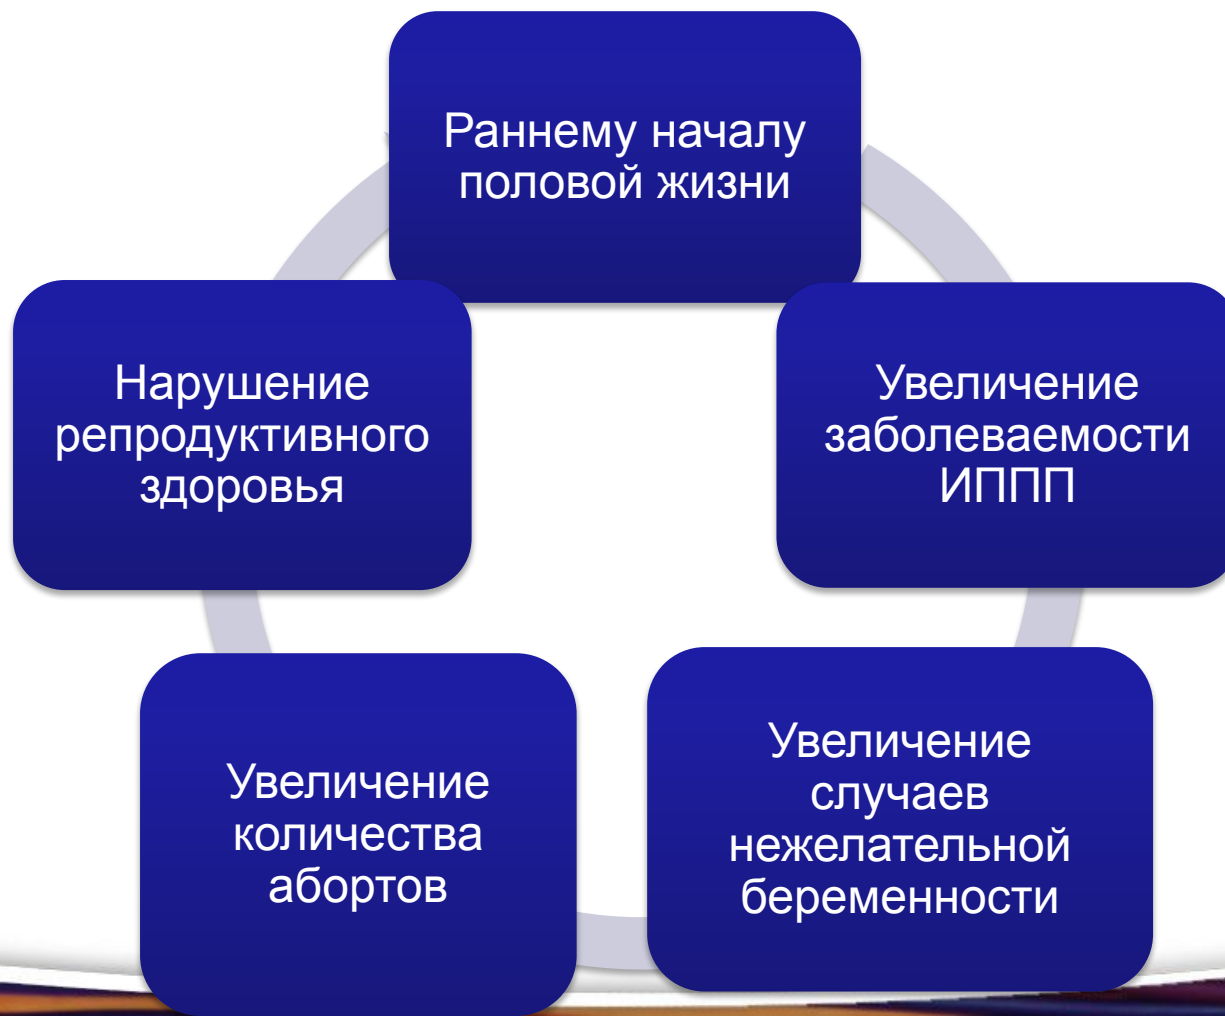 Раннему началу
половой жизни
Нарушение
репродуктивного
здоровья
Увеличение
заболеваемости
ИППП
Увеличение
количества
абортов
Увеличение
случаев
нежелательной
беременности